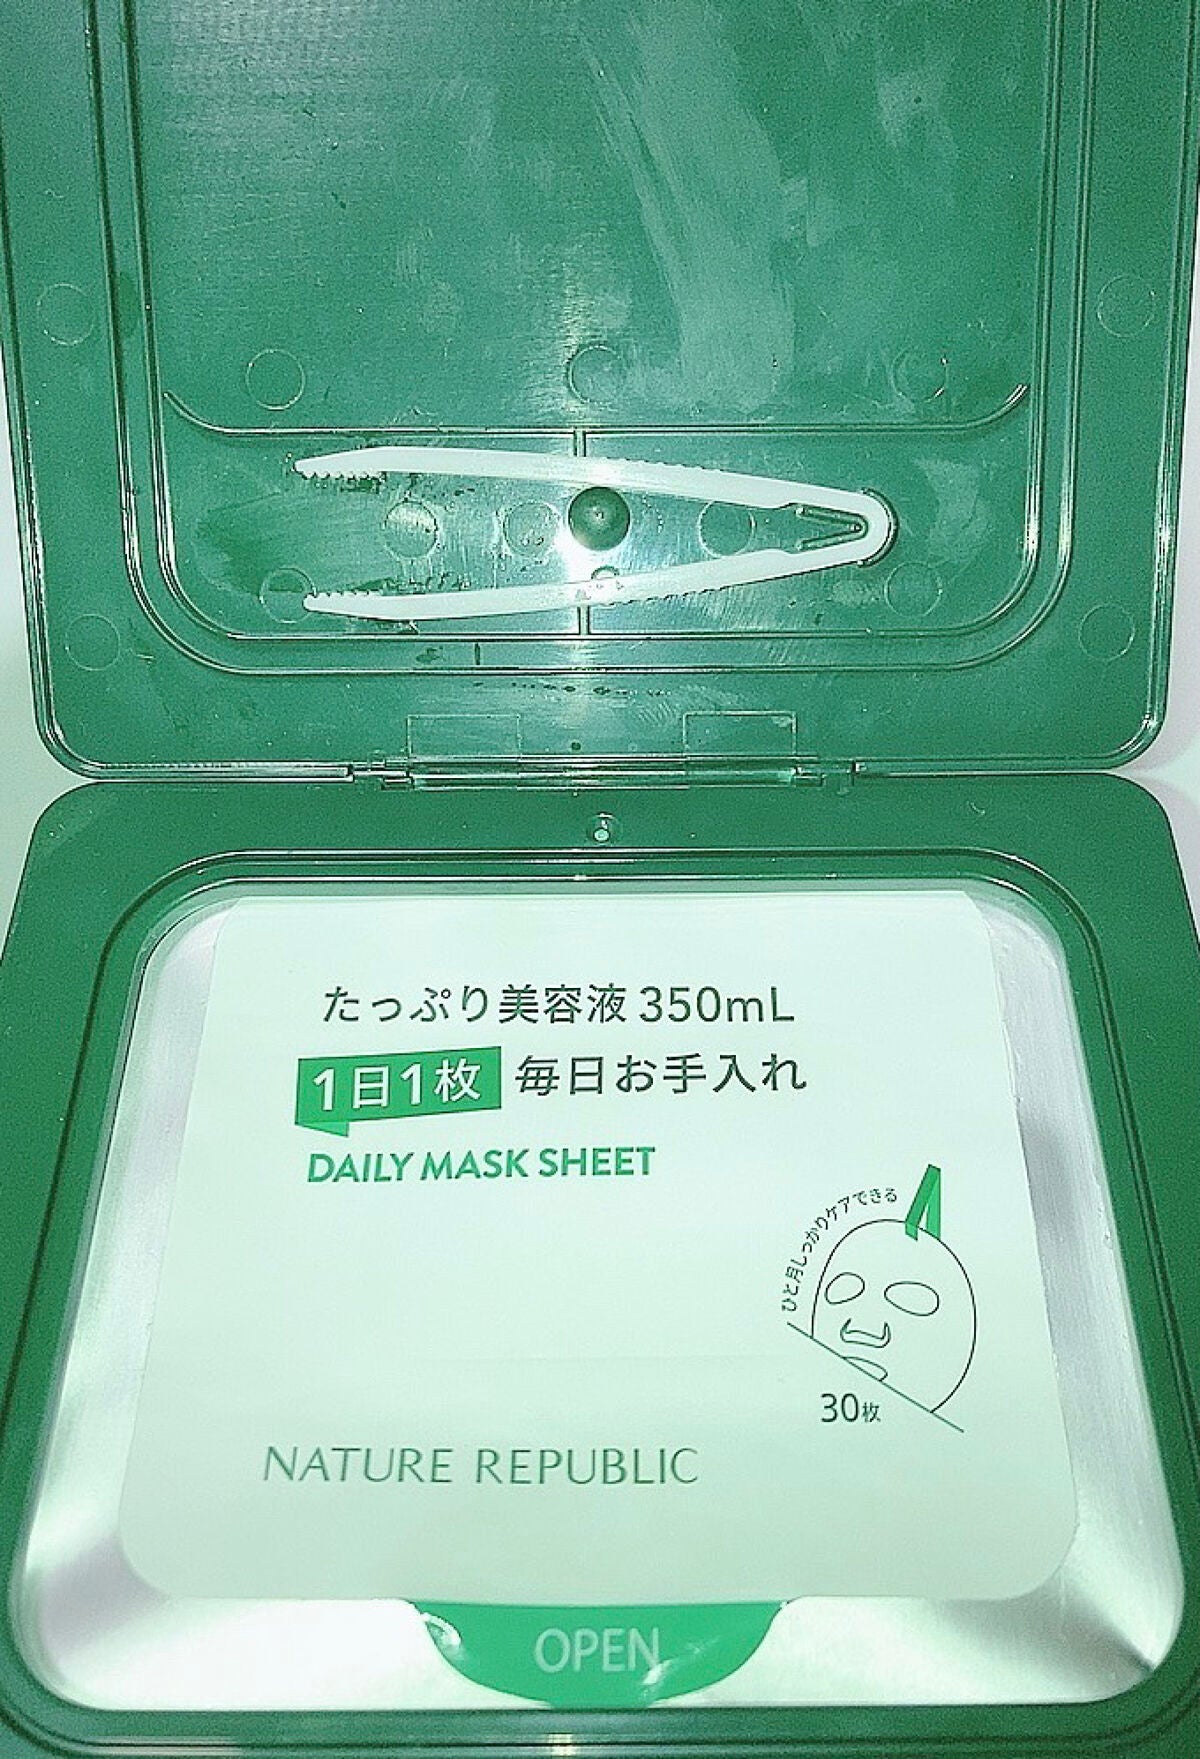 たっぷり美容液 350mL
1日1枚 毎日お手入れ
DAILY MASK SHEET
ひと月しっかりケアできる
30枚
NATURE REPUBLIC
OPEN